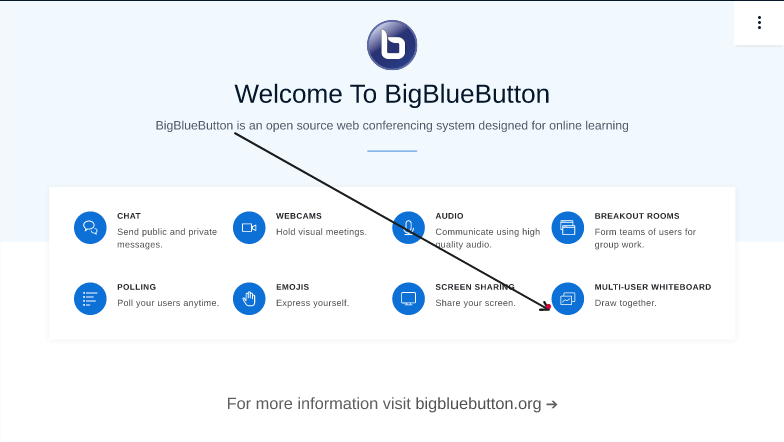 Welcome To BigBlueButton
BigBlueButton is an open source web conferencing system designed for online learning
CHAT
Send public and private
messages.
WEBCAMS
Hold visual meetings.
AUDIO
Communicate using high
quality audio.
BREAKOUT ROOMS
Form teams of users for
group work.
POLLING
Poll your users anytime.
EMOJIS
Express yourself.
SCREEN SHARING
Share your screen.
MULTI-USER WHITEBOARD
Draw together.
For more information visit bigbluebutton.org →